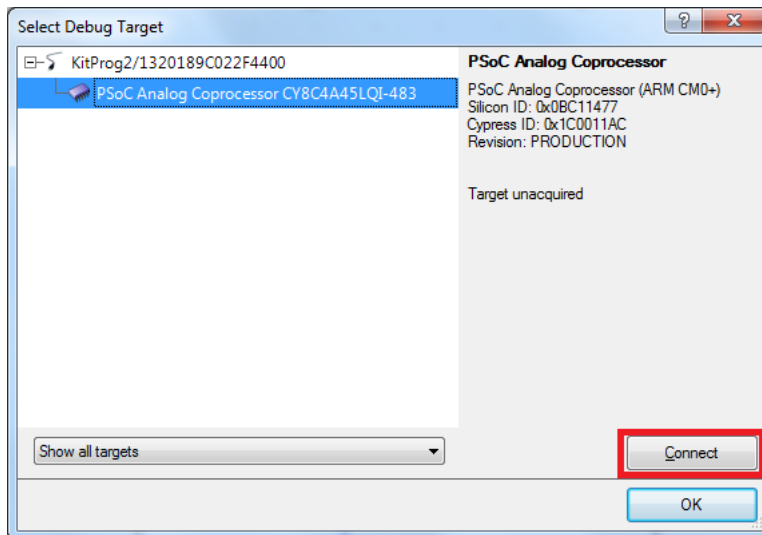 Select Debug Target
?
X
KitProg2/1320189C022F4400
PSoC Analog Coprocessor CY8C4A45LQI-483
PSoC Analog Coprocessor
PSoC Analog Coprocessor (ARM CM0+)
Silicon ID: 0x0BC11477
Cypress ID: 0x1C0011AC
Revision: PRODUCTION
Target unacquired
Show all targets
Connect
OK